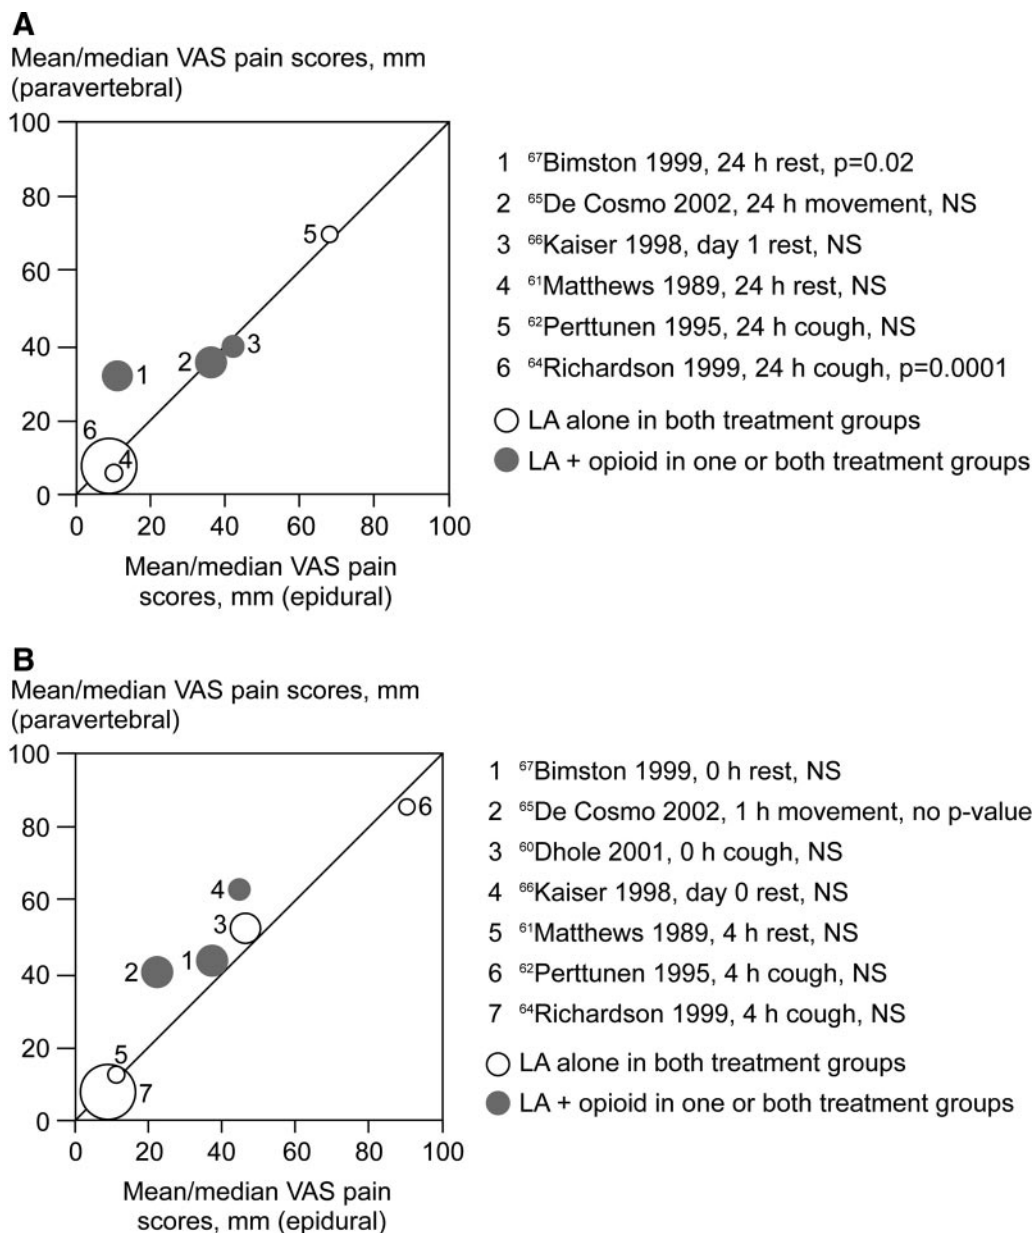 A
Mean/median VAS pain scores, mm
(paravertebral)
100
80
60
40
20
0
0 20 40 60 80 100
5
3
2
1
6
4
Mean/median VAS pain
scores, mm (epidural)
1 67Bimston 1999, 24 h rest, p=0.02
2 65De Cosmo 2002, 24 h movement, NS
3 66Kaiser 1998, day 1 rest, NS
4 61Matthews 1989, 24 h rest, NS
5 62Perttunen 1995, 24 h cough, NS
6 64Richardson 1999, 24 h cough, p=0.0001
LA alone in both treatment groups
LA + opioid in one or both treatment groups
B
Mean/median VAS pain scores, mm
(paravertebral)
100
80
60
40
20
0
0 20 40 60 80 100
6
4
3
2
1
5
7
Mean/median VAS pain
scores, mm (epidural)
1 67Bimston 1999, 0 h rest, NS
2 65De Cosmo 2002, 1 h movement, no p-value
3 60Dhole 2001, 0 h cough, NS
4 66Kaiser 1998, day 0 rest, NS
5 61Matthews 1989, 4 h rest, NS
6 62Perttunen 1995, 4 h cough, NS
7 64Richardson 1999, 4 h cough, NS
LA alone in both treatment groups
LA + opioid in one or both treatment groups